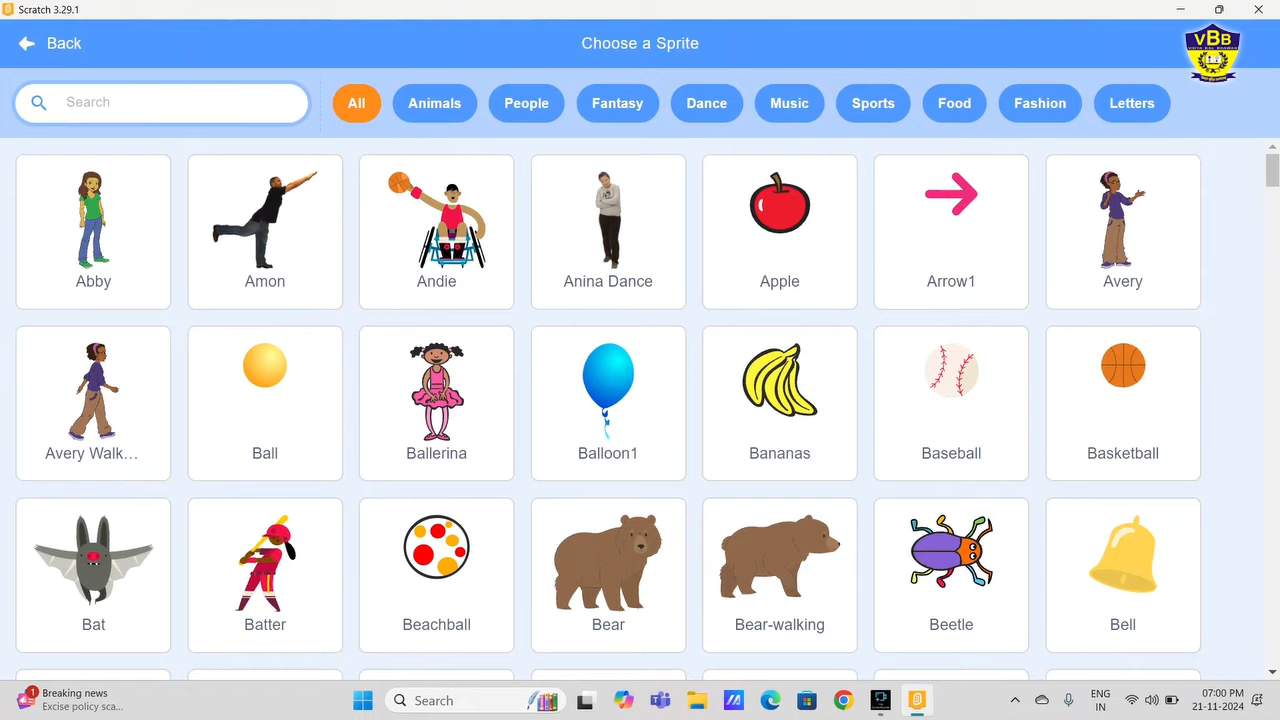 Scratch 3.29.1
Back
Choose a Sprite
VBB
Search
All
Animals
People
Fantasy
Dance
Music
Sports
Food
Fashion
Letters
Abby
Amon
Andie
Anina Dance
Apple
Arrow1
Avery
Avery Walk…
Ball
Ballerina
Balloon1
Bananas
Baseball
Basketball
Bat
Batter
Beachball
Bear
Bear-walking
Beetle
Bell
1
Breaking news
Excise policy sca...
Search
ENG
IN
07:00 PM
21-11-2024